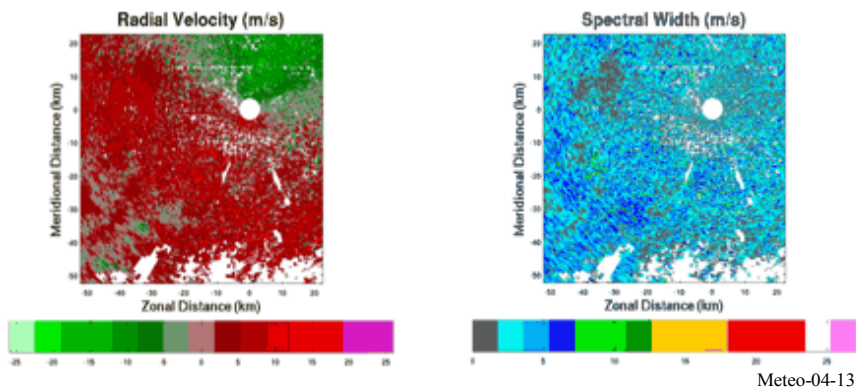 Radial Velocity (m/s)
Meridional Distance (km)
20
10
0
-10
-20
-30
-40
-50
-50 -40 -30 -20 -10 0 10 20
Zonal Distance (km)
-25 -20 -15 -10 -5 0 5 10 15 20 25
Spectral Width (m/s)
Meridional Distance (km)
20
10
0
-10
-20
-30
-40
-50
-50 -40 -30 -20 -10 0 10 20
Zonal Distance (km)
0 5 10 15 20 25
Meteo-04-13